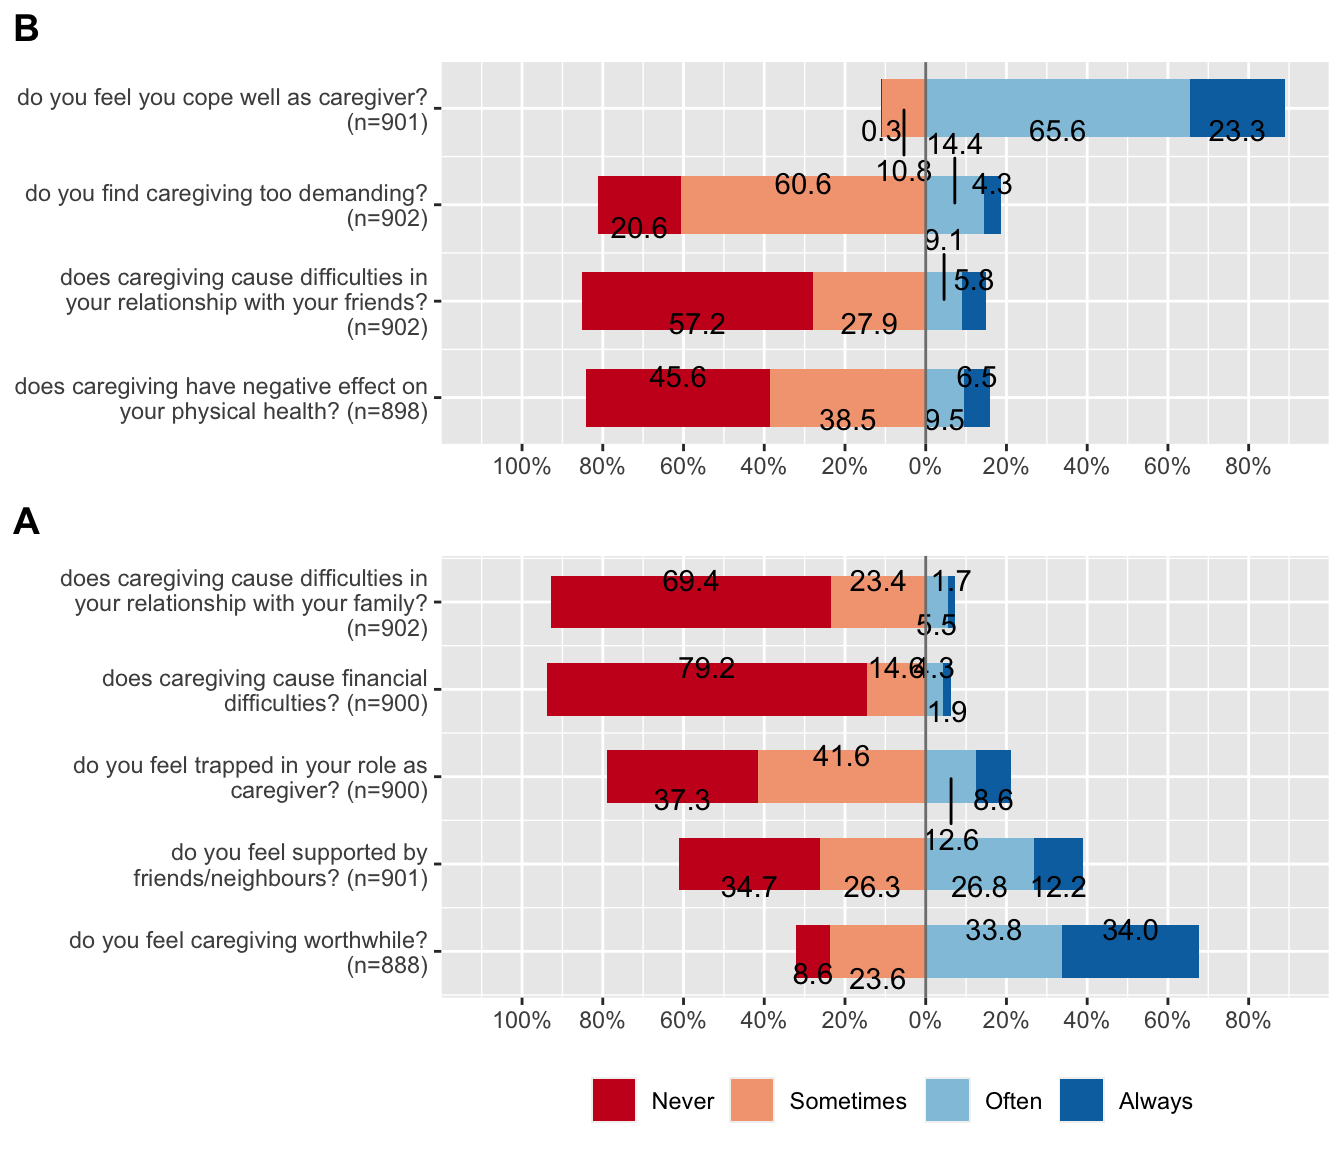 B
do you feel you cope well as caregiver?
(n=901)
0.3
10.8
65.6
23.3
do you find caregiving too demanding?
(n=902)
20.6
60.6
14.4
4.3
does caregiving cause difficulties in
your relationship with your friends?
(n=902)
57.2
27.9
9.1
5.8
does caregiving have negative effect on
your physical health? (n=898)
45.6
38.5
9.5
6.5
100% 80% 60% 40% 20% 0% 20% 40% 60% 80%
A
does caregiving cause difficulties in
your relationship with your family?
(n=902)
69.4
23.4
5.5
1.7
does caregiving cause financial
difficulties? (n=900)
79.2
14.6
4.3
1.9
do you feel trapped in your role as
caregiver? (n=900)
37.3
41.6
12.6
8.6
do you feel supported by
friends/neighbours? (n=901)
34.7
26.3
26.8
12.2
do you feel caregiving worthwhile?
(n=888)
8.6
23.6
33.8
34.0
100% 80% 60% 40% 20% 0% 20% 40% 60% 80%
Never Sometimes Often Always